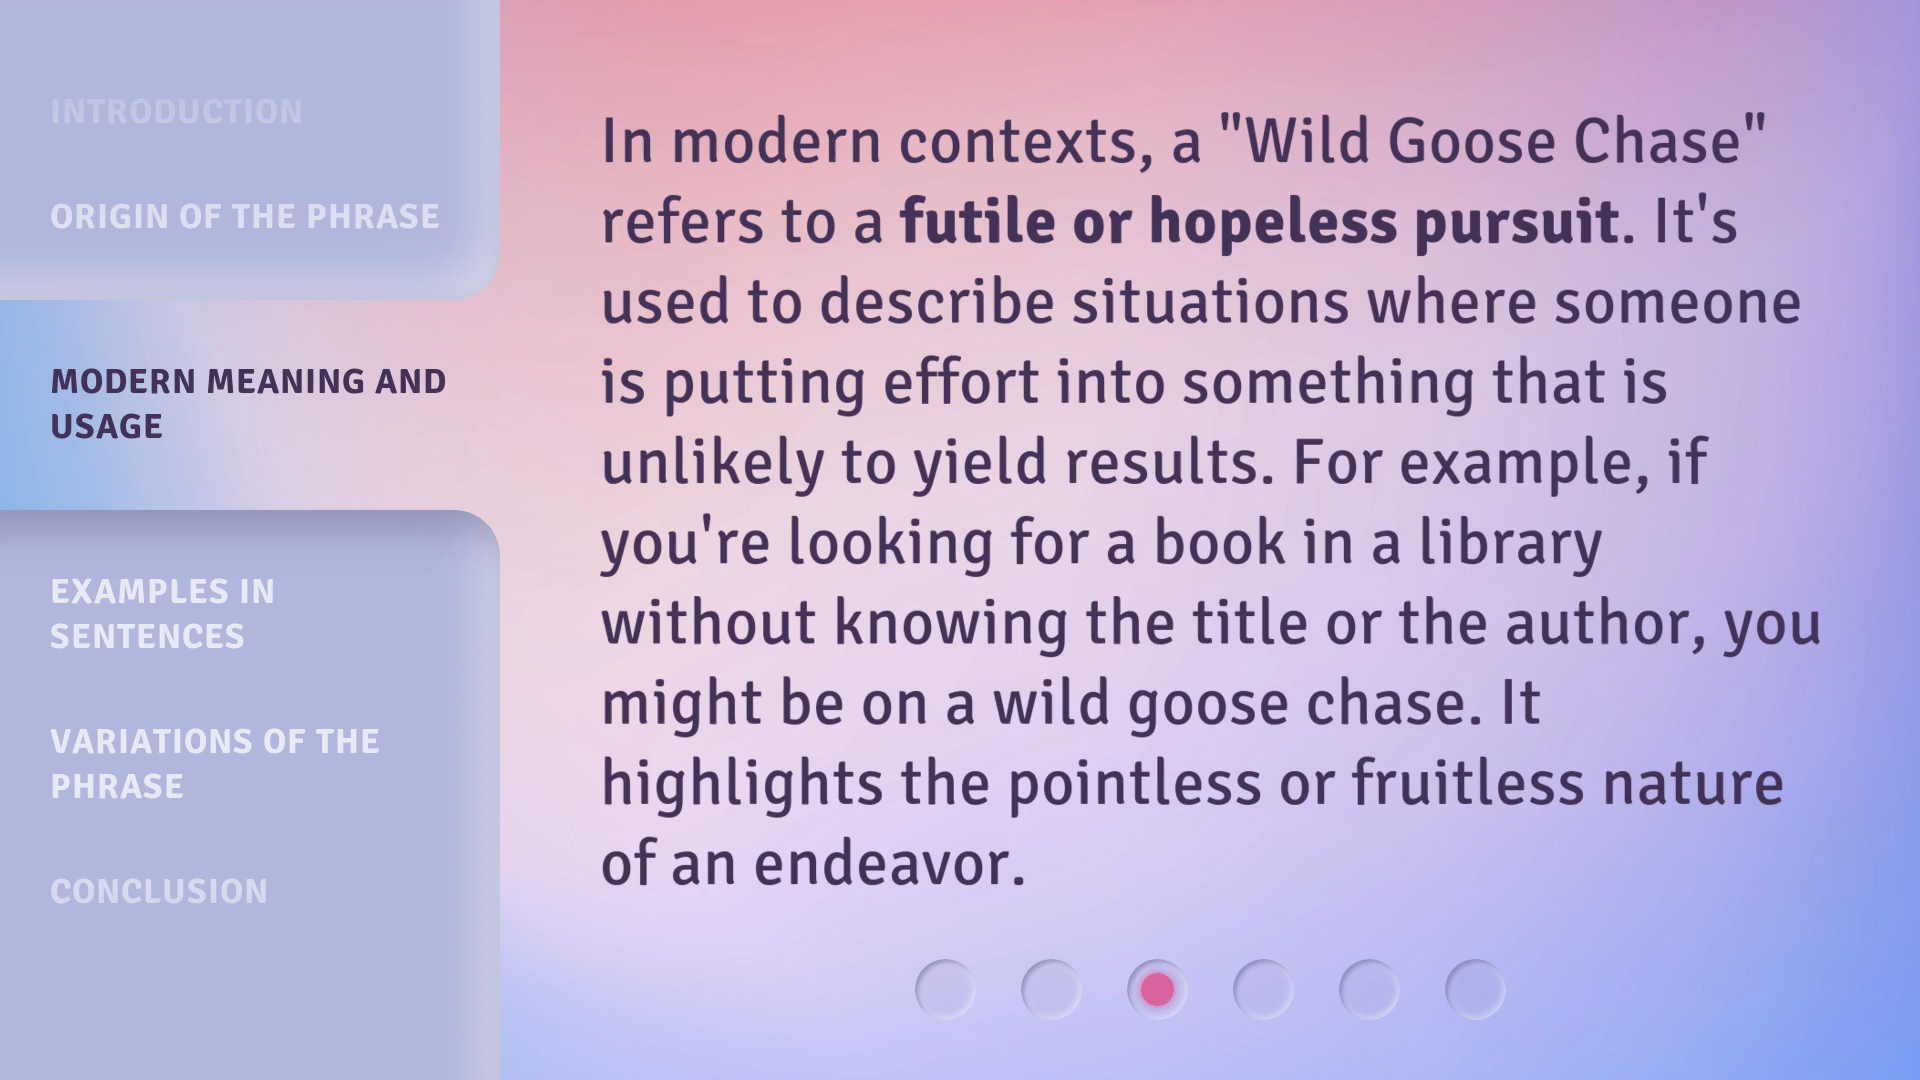 INTRODUCTION
ORIGIN OF THE PHRASE
MODERN MEANING AND
USAGE
EXAMPLES IN
SENTENCES
VARIATIONS OF THE
PHRASE
CONCLUSION
In modern contexts, a "Wild Goose Chase"
refers to a futile or hopeless pursuit. It's
used to describe situations where someone
is putting effort into something that is
unlikely to yield results. For example, if
you're looking for a book in a library
without knowing the title or the author, you
might be on a wild goose chase. It
highlights the pointless or fruitless nature
of an endeavor.